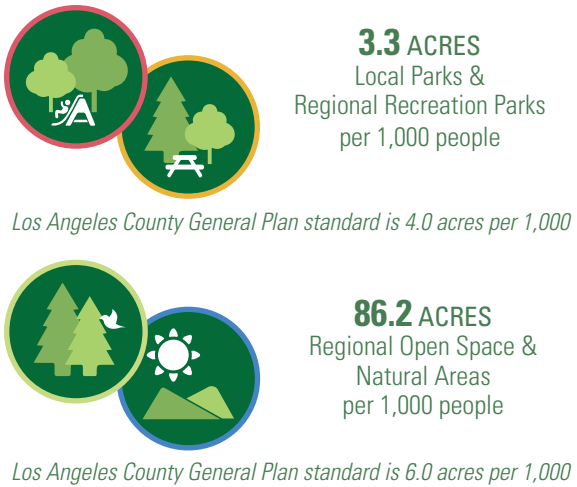 3.3 ACRES
Local Parks &
Regional Recreation Parks
per 1,000 people
Los Angeles County General Plan standard is 4.0 acres per 1,000
86.2 ACRES
Regional Open Space &
Natural Areas
per 1,000 people
Los Angeles County General Plan standard is 6.0 acres per 1,000